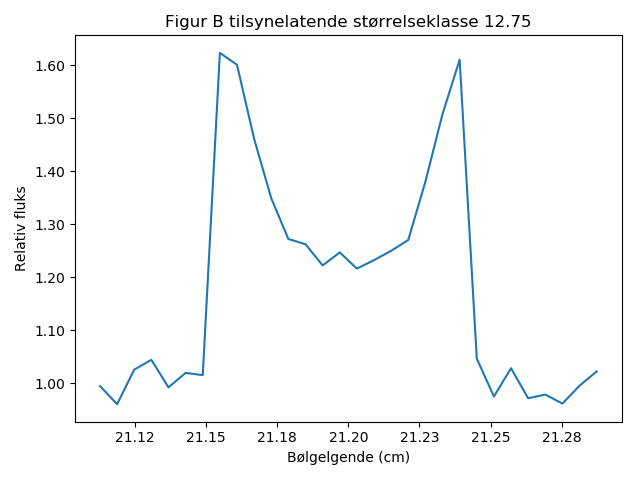 Figur B tilsynelatende størrelseklasse 12.75
1.60
1.50
1.40
1.30
1.20
1.10
1.00
Relativ fluks
21.12 21.15 21.18 21.20 21.23 21.25 21.28
Bølgelgende (cm)